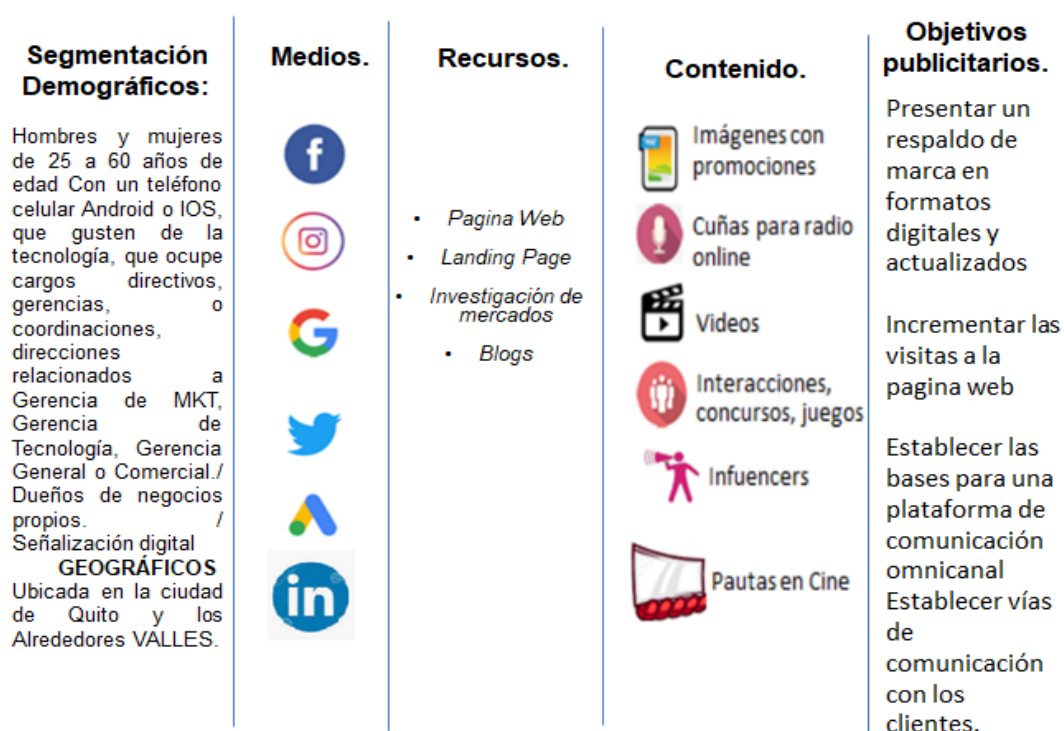 Segmentación
Demográficos:
Hombres y mujeres
de 25 a 60 años de
edad Con un teléfono
celular Android o IOS,
que gusten de la
tecnología, que ocupe
cargos directivos,
gerencias, o
coordinaciones,
direcciones
relacionados a
Gerencia de MKT,
Gerencia de
Tecnología, Gerencia
General o Comercial./
Dueños de negocios
propios. /
Señalización digital
GEOGRÁFICOS
Ubicada en la ciudad
de Quito y los
Alrededores VALLES.
Medios.
f
G
in
Recursos.
• Pagina Web
• Landing Page
• Investigación de
mercados
• Blogs
Contenido.
Imágenes con
promociones
Cuñas para radio
online
Videos
Interacciones,
concursos, juegos
Infuencers
Pautas en Cine
Objetivos
publicitarios.
Presentar un
respaldo de
marca en
formatos
digitales y
actualizados
Incrementar las
visitas a la
pagina web
Establecer las
bases para una
plataforma de
comunicación
omnicanal
Establecer vías
de
comunicación
con los
clientes.